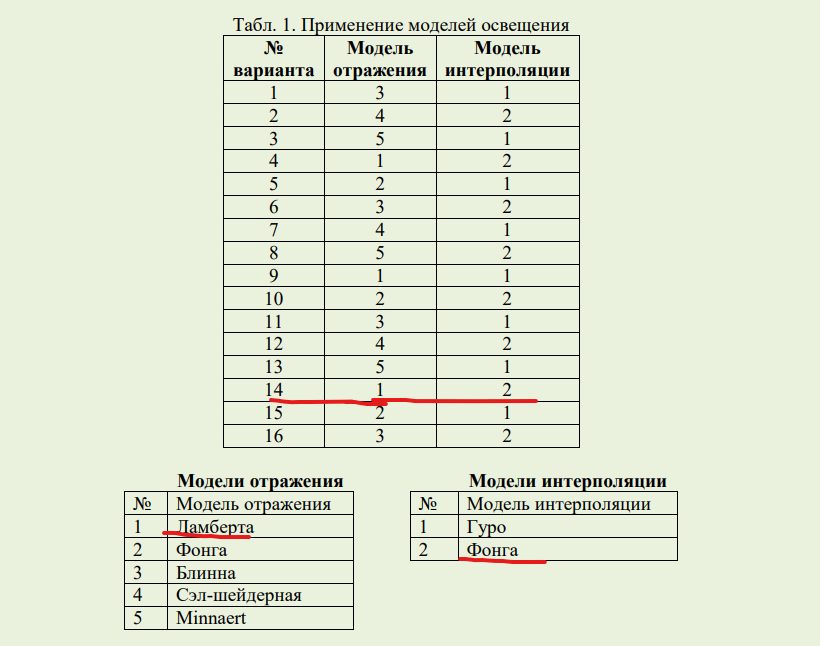 Табл. 1. Применение моделей освещения
№ варианта Модель отражения Модель интерполяции
1 3 1
2 4 2
3 5 1
4 1 2
5 2 1
6 3 2
7 4 1
8 5 2
9 1 1
10 2 2
11 3 1
12 4 2
13 5 1
14 1 2
15 2 1
16 3 2
Модели отражения
№ Модель отражения
1 Ламберта
2 Фонга
3 Блинна
4 Сэл-шейдерная
5 Minnaert
Модели интерполяции
№ Модель интерполяции
1 Гуро
2 Фонга